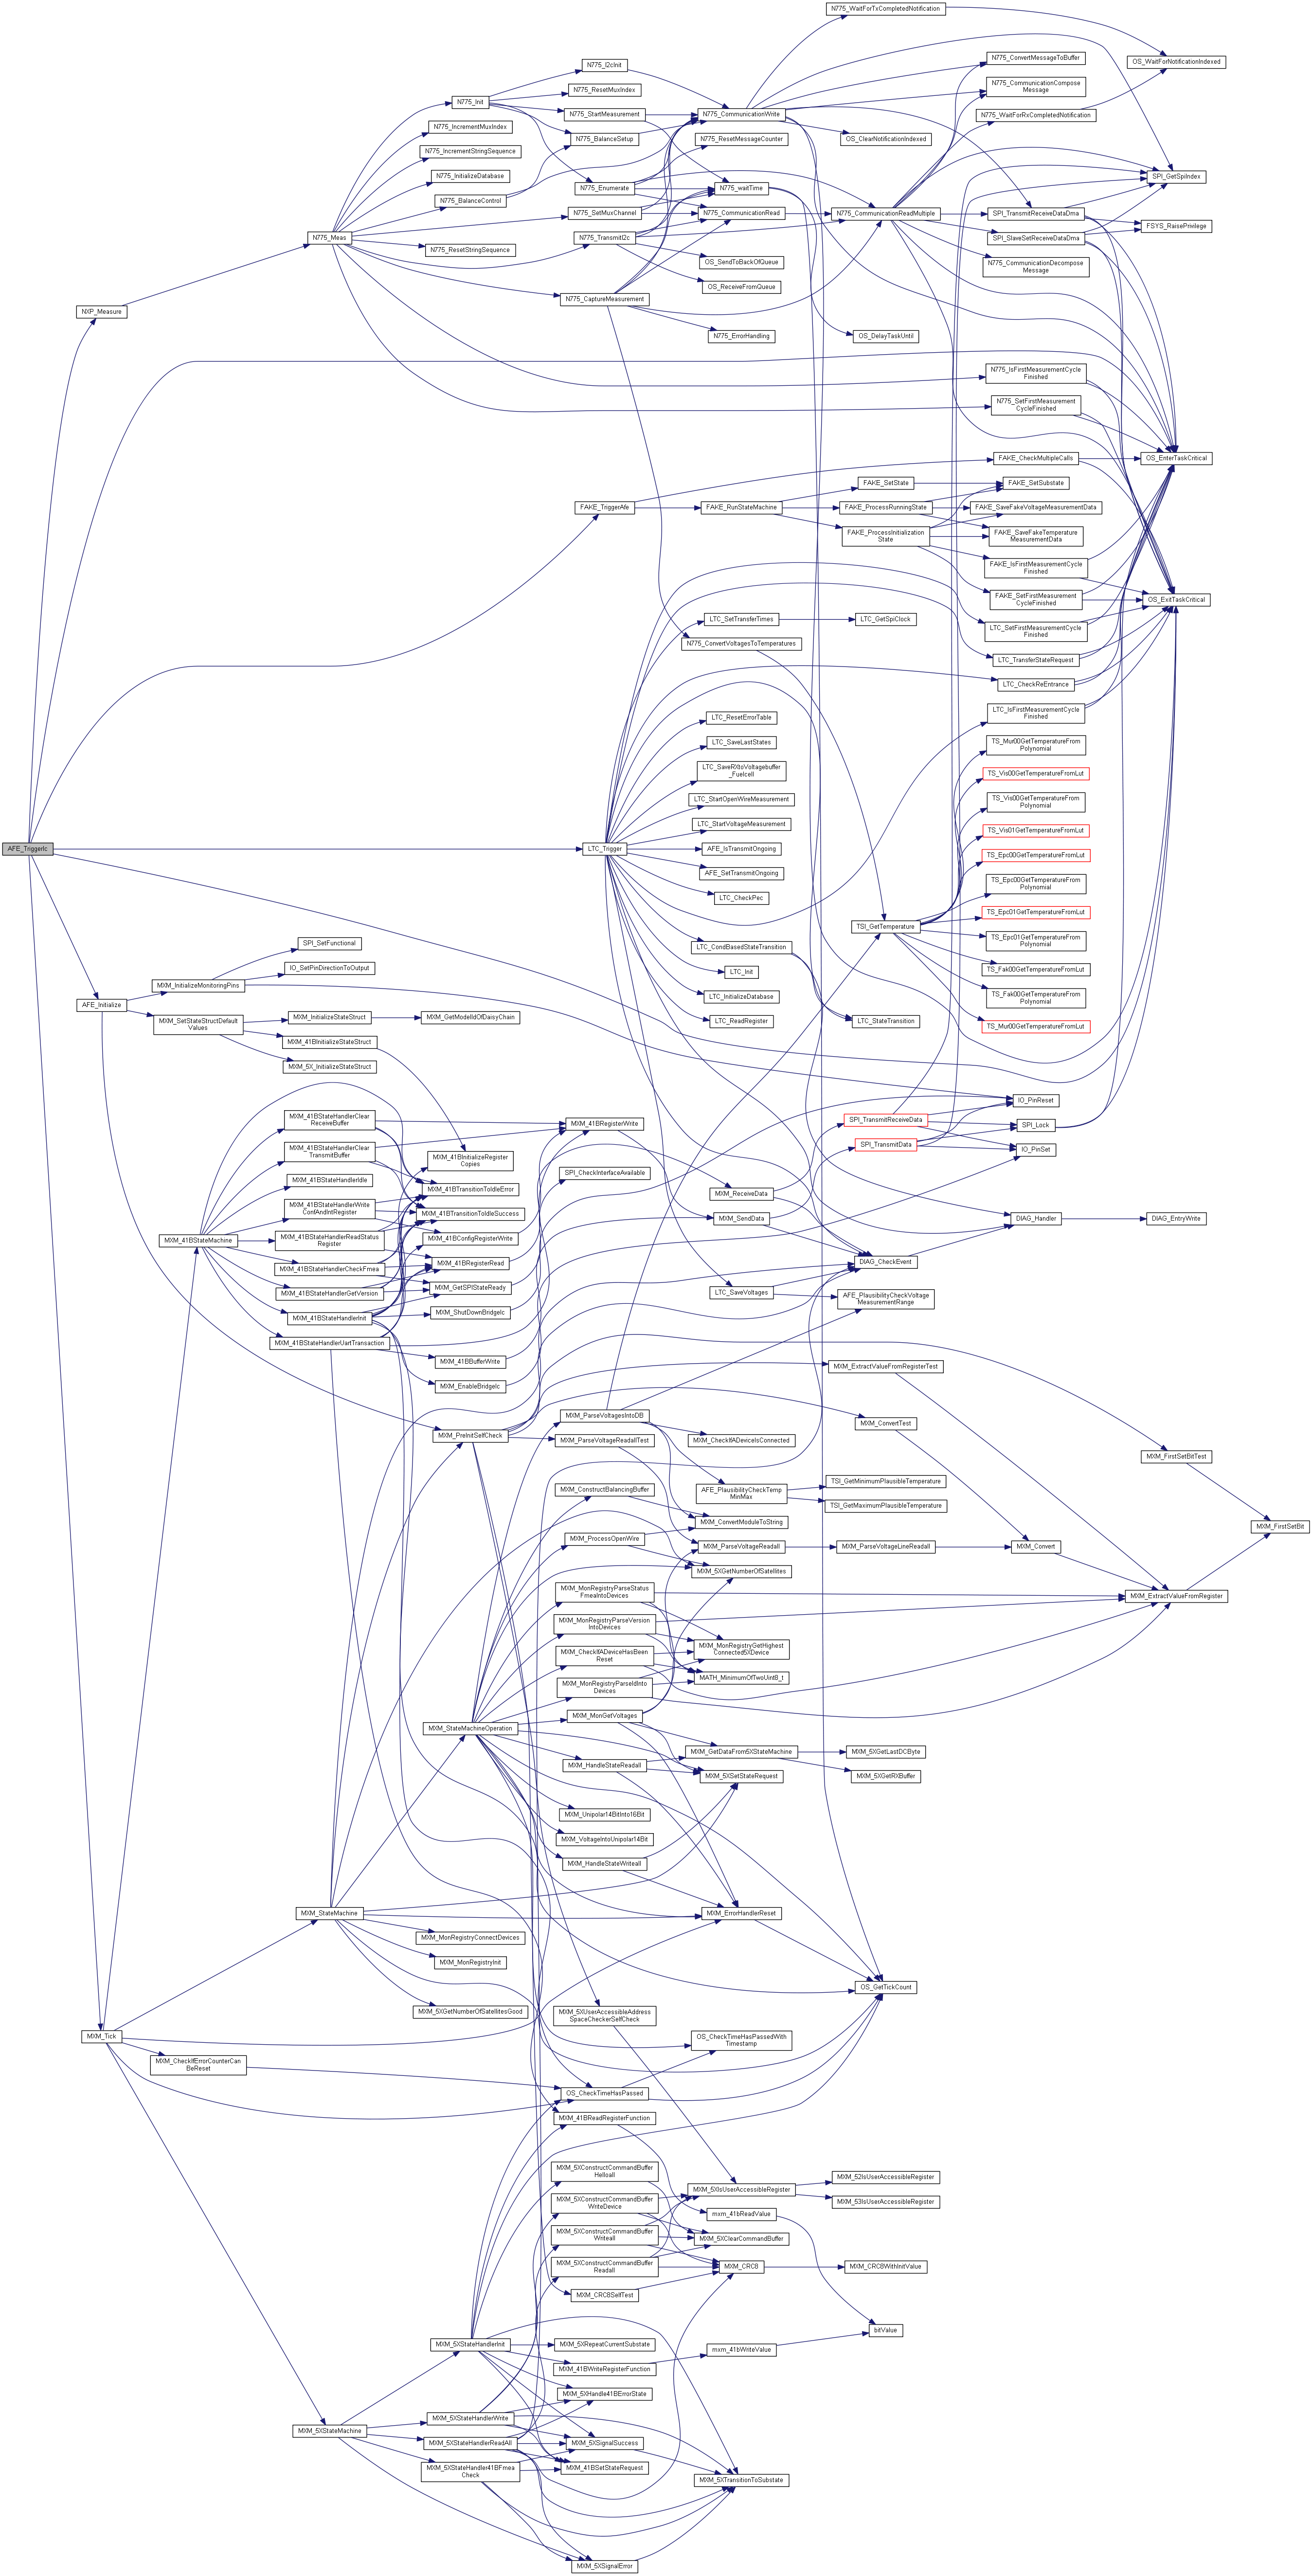 N775_WaitForTxCompletedNotification
OS_WaitForNotificationIndexed
N775_ConvertMessageToBuffer
N775_I2cInit
N775_CommunicationCompose
Message
N775_ResetMuxIndex
N775_Init
N775_StartMeasurement
N775_CommunicationWrite
N775_WaitForRxCompletedNotification
N775_IncrementMuxIndex
N775_BalanceSetup
N775_ResetMessageCounter
OS_ClearNotificationIndexed
N775_IncrementStringSequence
N775_InitializeDatabase
SPI_GetSpiIndex
N775_Enumerate
N775_waitTime
N775_BalanceControl
N775_SetMuxChannel
N775_CommunicationRead
N775_CommunicationReadMultiple
SPI_TransmitReceiveDataDma
FSYS_RaisePrivilege
N775_Meas
N775_TransmitI2c
SPI_SlaveSetReceiveDataDma
N775_ResetStringSequence
OS_SendToBackOfQueue
N775_CommunicationDecompose
Message
OS_ReceiveFromQueue
N775_CaptureMeasurement
NXP_Measure
N775_ErrorHandling
OS_DelayTaskUntil
N775_IsFirstMeasurementCycle
Finished
N775_SetFirstMeasurement
CycleFinished
FAKE_CheckMultipleCalls
OS_EnterTaskCritical
FAKE_SetState
FAKE_SetSubstate
FAKE_TriggerAfe
FAKE_RunStateMachine
FAKE_ProcessRunningState
FAKE_SaveFakeVoltageMeasurementData
FAKE_ProcessInitialization
State
FAKE_SaveFakeTemperature
MeasurementData
FAKE_IsFirstMeasurementCycle
Finished
FAKE_SetFirstMeasurement
CycleFinished
OS_ExitTaskCritical
LTC_SetTransferTimes
LTC_GetSpiClock
LTC_SetFirstMeasurementCycle
Finished
N775_ConvertVoltagesToTemperatures
LTC_TransferStateRequest
LTC_CheckReEntrance
LTC_ResetErrorTable
LTC_IsFirstMeasurementCycle
Finished
LTC_SaveLastStates
TS_Mur00GetTemperatureFrom
Polynomial
LTC_SaveRXtoVoltagebuffer
_Fuelcell
TS_Vis00GetTemperatureFromLut
LTC_StartOpenWireMeasurement
TS_Vis00GetTemperatureFrom
Polynomial
LTC_StartVoltageMeasurement
TS_Vis01GetTemperatureFromLut
AFE_TriggerIc
LTC_Trigger
AFE_IsTransmitOngoing
TS_Epc00GetTemperatureFromLut
AFE_SetTransmitOngoing
TS_Epc00GetTemperatureFrom
Polynomial
LTC_CheckPec
TS_Epc01GetTemperatureFromLut
TSI_GetTemperature
TS_Epc01GetTemperatureFrom
Polynomial
LTC_CondBasedStateTransition
SPI_SetFunctional
IO_SetPinDirectionToOutput
LTC_Init
TS_Fak00GetTemperatureFromLut
MXM_InitializeMonitoringPins
LTC_InitializeDatabase
TS_Fak00GetTemperatureFrom
Polynomial
AFE_Initialize
MXM_InitializeStateStruct
MXM_GetModelIdOfDaisyChain
LTC_ReadRegister
LTC_StateTransition
TS_Mur00GetTemperatureFromLut
MXM_SetStateStructDefault
Values
MXM_41BInitializeStateStruct
MXM_5X_InitializeStateStruct
IO_PinReset
MXM_41BStateHandlerClear
ReceiveBuffer
MXM_41BRegisterWrite
SPI_TransmitReceiveData
SPI_Lock
MXM_41BStateHandlerClear
TransmitBuffer
MXM_41BInitializeRegister
Copies
SPI_TransmitData
IO_PinSet
MXM_41BStateHandlerIdle
MXM_41BTransitionToIdleError
SPI_CheckInterfaceAvailable
MXM_ReceiveData
MXM_41BStateHandlerWrite
ConfAndIntRegister
MXM_41BTransitionToIdleSuccess
MXM_SendData
DIAG_Handler
DIAG_EntryWrite
MXM_41BStateMachine
MXM_41BStateHandlerReadStatus
Register
MXM_41BConfigRegisterWrite
MXM_41BStateHandlerCheckFmea
MXM_41BRegisterRead
DIAG_CheckEvent
MXM_41BStateHandlerGetVersion
MXM_GetSPIStateReady
LTC_SaveVoltages
AFE_PlausibilityCheckVoltage
MeasurementRange
MXM_41BStateHandlerInit
MXM_ShutDownBridgeIc
MXM_41BStateHandlerUartTransaction
MXM_41BBufferWrite
MXM_ExtractValueFromRegisterTest
MXM_EnableBridgeIc
MXM_ParseVoltagesIntoDB
MXM_ConvertTest
MXM_PreInitSelfCheck
MXM_ParseVoltageReadallTest
MXM_CheckIfADeviceIsConnected
MXM_FirstSetBitTest
MXM_ConstructBalancingBuffer
AFE_PlausibilityCheckTemp
MinMax
TSI_GetMinimumPlausibleTemperature
TSI_GetMaximumPlausibleTemperature
MXM_ConvertModuleToString
MXM_FirstSetBit
MXM_ProcessOpenWire
MXM_ParseVoltageReadall
MXM_ParseVoltageLineReadall
MXM_Convert
MXM_5XGetNumberOfSatellites
MXM_MonRegistryParseStatus
FmeaIntoDevices
MXM_ExtractValueFromRegister
MXM_MonRegistryParseVersion
IntoDevices
MXM_CheckIfADeviceHasBeen
Reset
MXM_MonRegistryGetHighest
Connected5XDevice
MXM_MonRegistryParseIdInto
Devices
MATH_MinimumOfTwoUint8_t
MXM_StateMachineOperation
MXM_MonGetVoltages
MXM_GetDataFrom5XStateMachine
MXM_5XGetLastDCByte
MXM_HandleStateReadall
MXM_5XSetStateRequest
MXM_5XGetRXBuffer
MXM_Unipolar14BitInto16Bit
MXM_VoltageIntoUnipolar14Bit
MXM_HandleStateWriteall
MXM_StateMachine
MXM_ErrorHandlerReset
MXM_MonRegistryConnectDevices
MXM_MonRegistryInit
OS_GetTickCount
MXM_5XGetNumberOfSatellitesGood
MXM_5XUserAccessibleAddress
SpaceCheckerSelfCheck
MXM_Tick
OS_CheckTimeHasPassedWith
Timestamp
MXM_CheckIfErrorCounterCan
BeReset
OS_CheckTimeHasPassed
MXM_41BReadRegisterFunction
MXM_5XConstructCommandBuffer
Helloall
MXM_5XIsUserAccessibleRegister
MXM_52IsUserAccessibleRegister
MXM_5XConstructCommandBuffer
WriteDevice
mxm_41bReadValue
MXM_53IsUserAccessibleRegister
MXM_5XConstructCommandBuffer
Writeall
MXM_5XClearCommandBuffer
MXM_5XConstructCommandBuffer
Readall
MXM_CRC8
MXM_CRC8WithInitValue
MXM_CRC8SelfTest
bitValue
MXM_5XStateHandlerInit
MXM_5XRepeatCurrentSubstate
mxm_41bWriteValue
MXM_41BWriteRegisterFunction
MXM_5XHandle41BErrorState
MXM_5XStateMachine
MXM_5XStateHandlerWrite
MXM_5XStateHandlerReadAll
MXM_5XSignalSuccess
MXM_5XStateHandler41BFmea
Check
MXM_41BSetStateRequest
MXM_5XTransitionToSubstate
MXM_5XSignalError